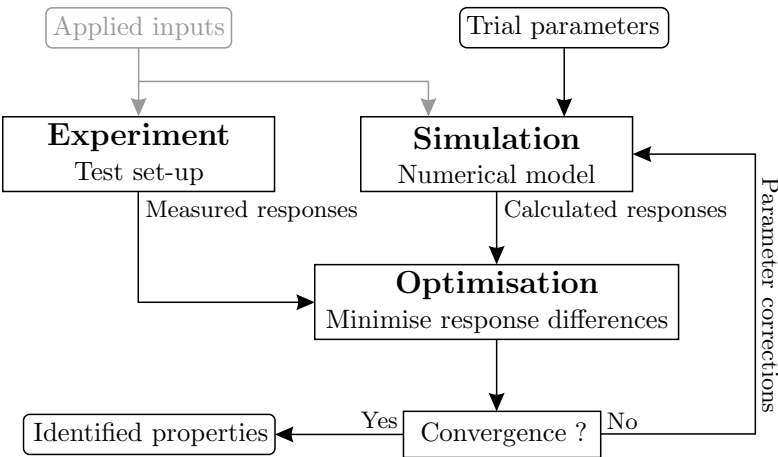 Applied inputs
Trial parameters
Experiment
Test set-up
Simulation
Numerical model
Measured responses
Calculated responses
Parameter corrections
Optimisation
Minimise response differences
Yes
No
Identified properties
Convergence ?